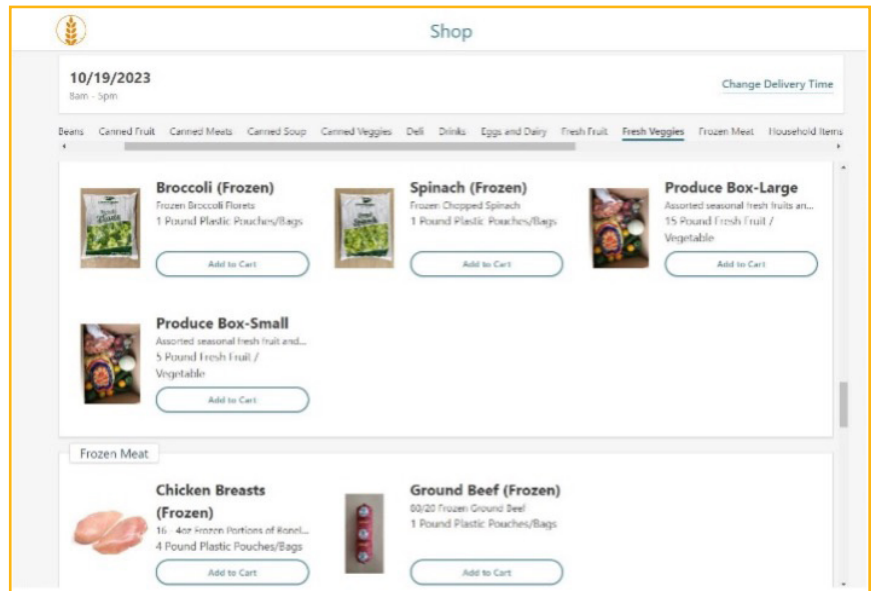 Shop
10/19/2023
8am - 5pm
Change Delivery Time
Beans Canned Fruit Canned Meats Canned Soup Canned Veggies Deli Drinks Eggs and Dairy Fresh Fruit Fresh Veggies Frozen Meat Household Items
Broccoli (Frozen)
Frozen Broccoli Florets
1 Pound Plastic Pouches/Bags
Add to Cart
Spinach (Frozen)
Frozen Chopped Spinach
1 Pound Plastic Pouches/Bags
Add to Cart
Produce Box-Large
Assorted seasonal fresh fruits an...
15 Pound Fresh Fruit /
Vegetable
Add to Cart
Produce Box-Small
Assorted seasonal fresh fruit and...
5 Pound Fresh Fruit /
Vegetable
Add to Cart
Frozen Meat
Chicken Breasts
(Frozen)
16 - 4oz Frozen Portions of Bonel...
4 Pound Plastic Pouches/Bags
Add to Cart
Ground Beef (Frozen)
Frozen Ground Beef
1 Pound Plastic Pouches/Bags
Add to Cart